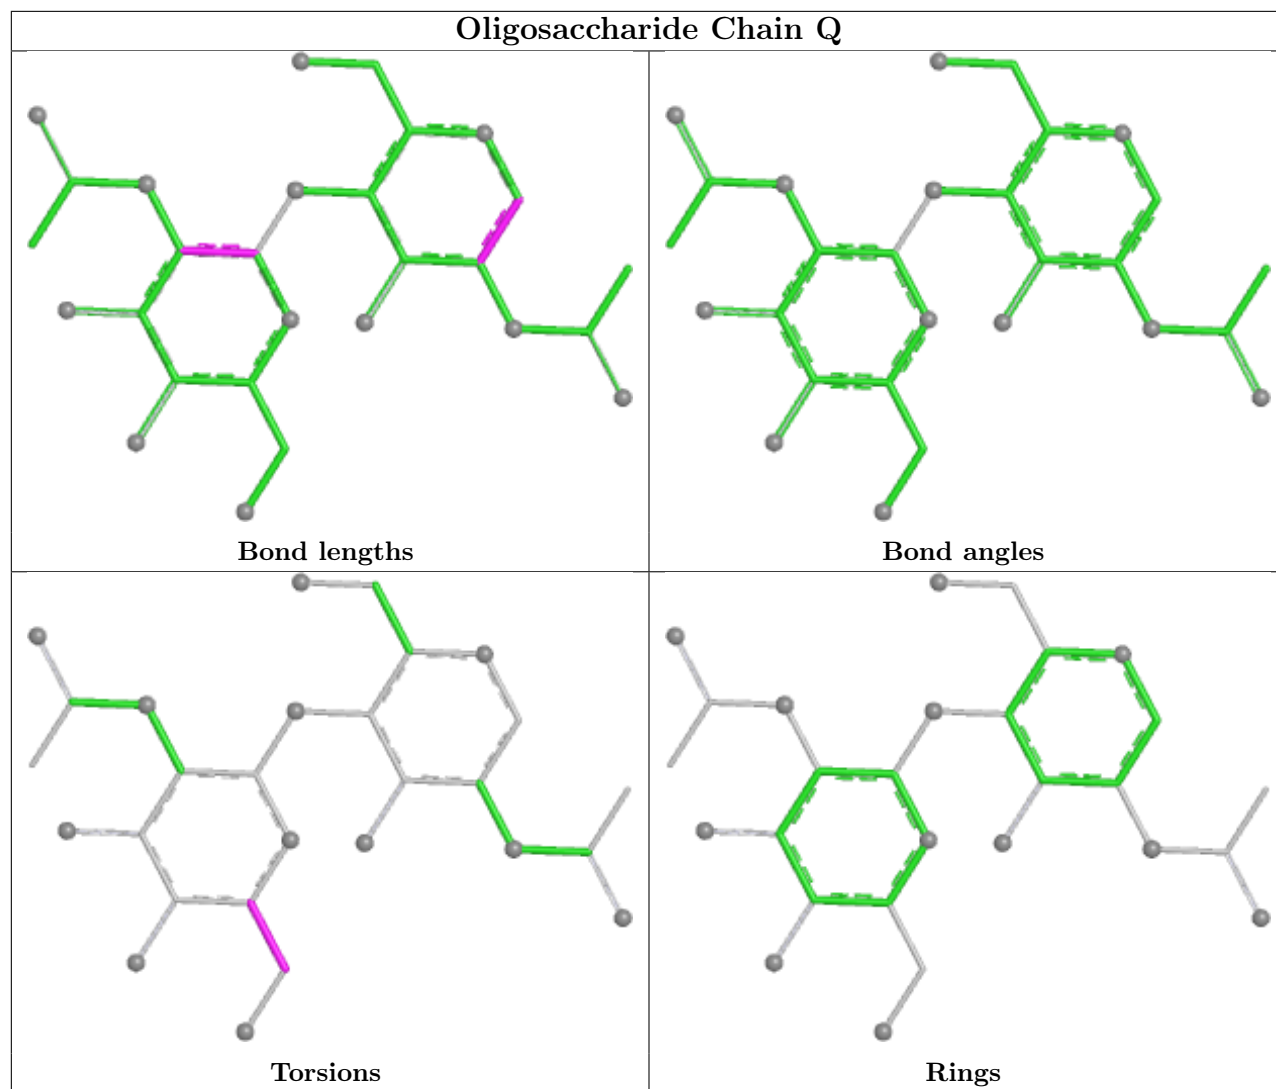 Oligosaccharide Chain Q
Bond lengths
Bond angles
Torsions
Rings